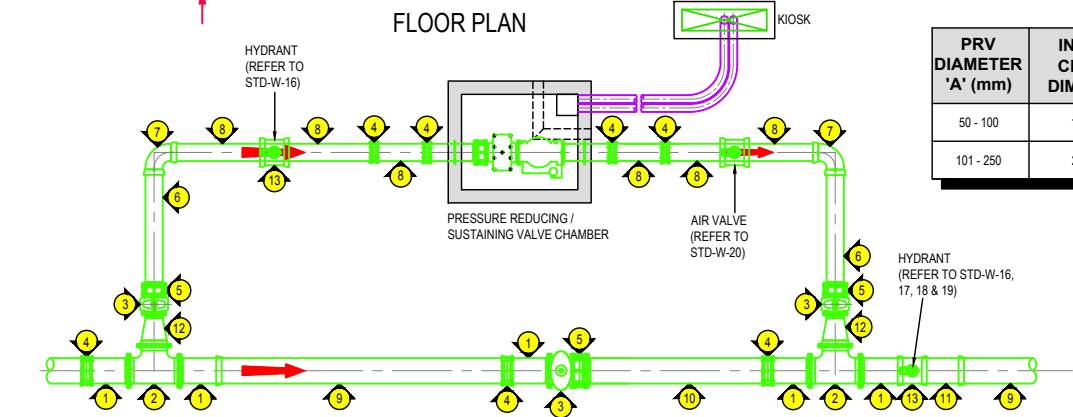 FLOOR PLAN
KIOSK
HYDRANT
(REFER TO
STD-W-16)
PRV
DIAMETER
'A' (mm)
50 - 100
101 - 250
7
8
8
4
4
4
4
8
7
13
8
8
8
6
PRESSURE REDUCING /
SUSTAINING VALVE CHAMBER
AIR VALVE
(REFER TO
STD-W-20)
6
HYDRANT
(REFER TO STD-W-16,
17, 18 & 19)
5
3
12
5
3
12
4
1
5
4
1
2
1
9
4
3
10
1
2
1
13
11
9